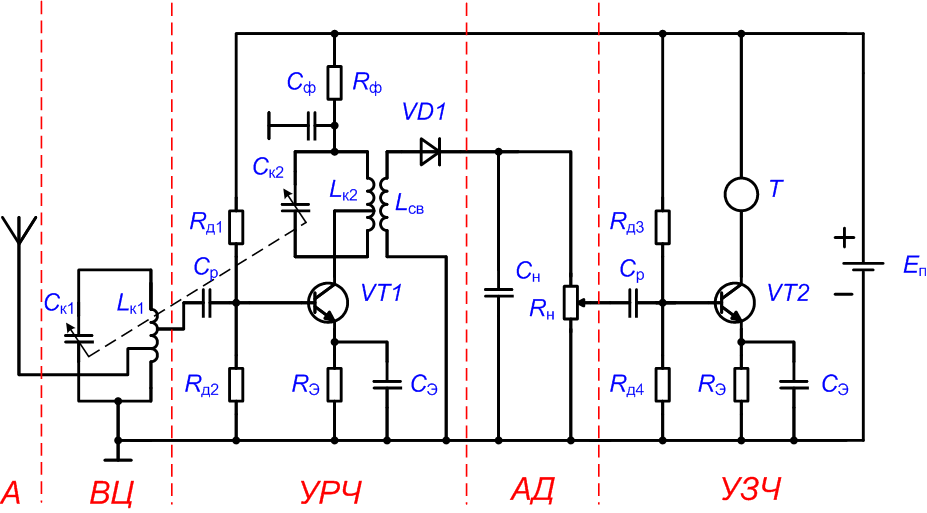 Cф Rф
VD1
Cк2
Lк2 Lсв
T
Rд1 Rд3
Cр Cн Cр + Eп
Cк1 Lк1 VT1 Rн VT2 −
Rд2 RЭ CЭ Rд4 RЭ CЭ
А ВЦ УРЧ АД УЗЧ